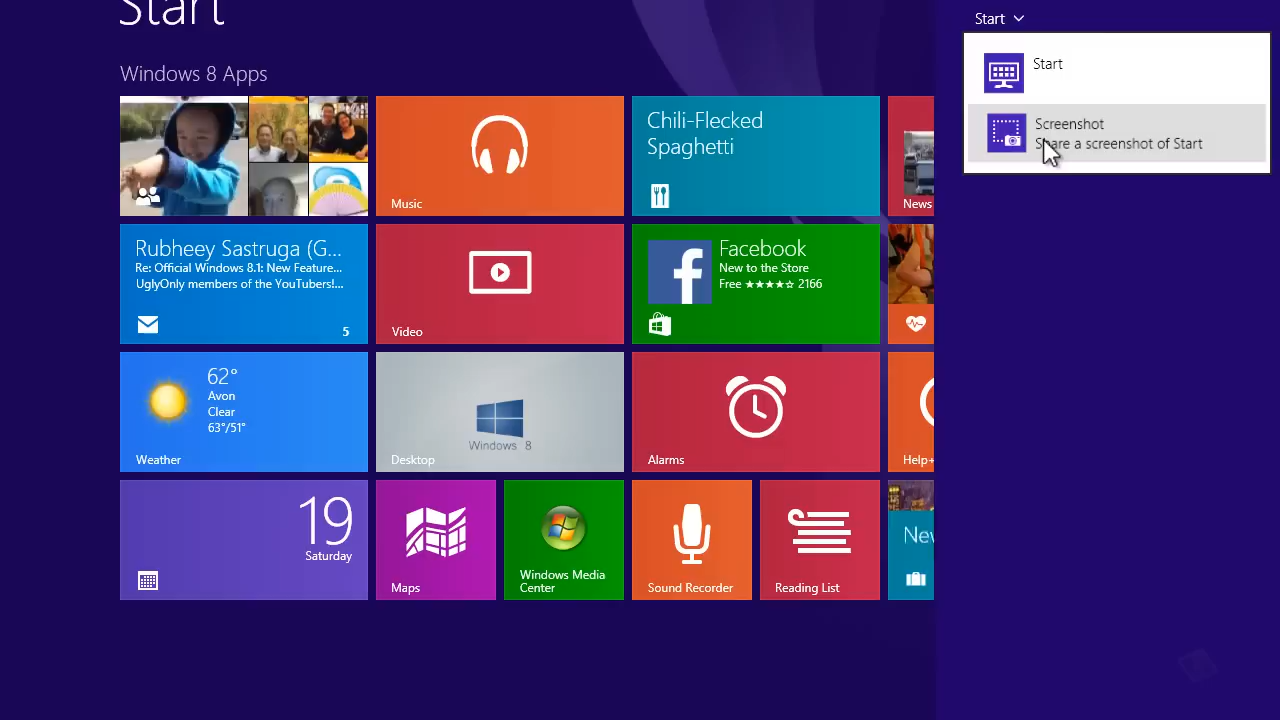 Start
Windows 8 Apps
Music
Chili-Flecked
Spaghetti
News
Rubheey Sastruga (G...
Re: Official Windows 8.1: New Feature...
UglyOnly members of the YouTubers!...
5
Video
Facebook
New to the Store
Free ★★★★☆ 2166
62°
Avon
Clear
63°/51°
Weather
Windows 8
Desktop
Alarms
Help+
19
Saturday
Maps
Windows Media
Center
Sound Recorder
Reading List
Start
Start
Screenshot
Share a screenshot of Start